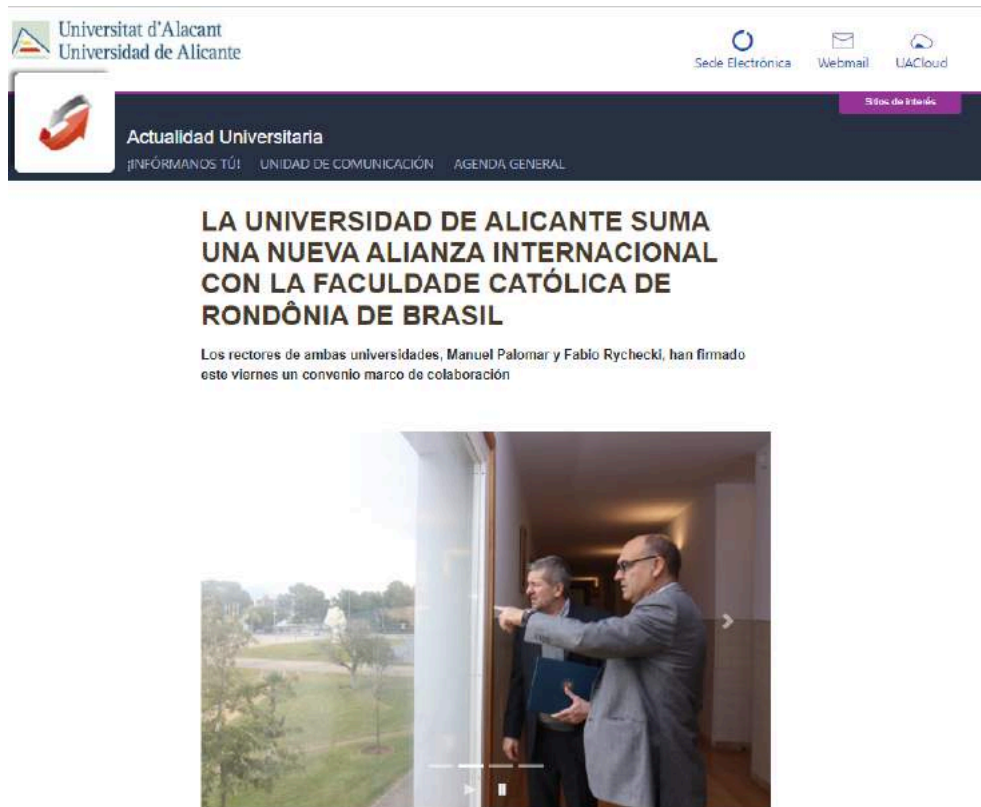 Universitat d'Alacant
Universidad de Alicante
Sede Electrónica
Webmail
UACloud
Sitios de interés
Actualidad Universitaria
¡INFÓRMANOS TÚ!
UNIDAD DE COMUNICACIÓN
AGENDA GENERAL
LA UNIVERSIDAD DE ALICANTE SUMA
UNA NUEVA ALIANZA INTERNACIONAL
CON LA FACULDADE CATÓLICA DE
RONDÔNIA DE BRASIL
Los rectores de ambas universidades, Manuel Palomar y Fabio Rychecki, han firmado
este viernes un convenio marco de colaboración